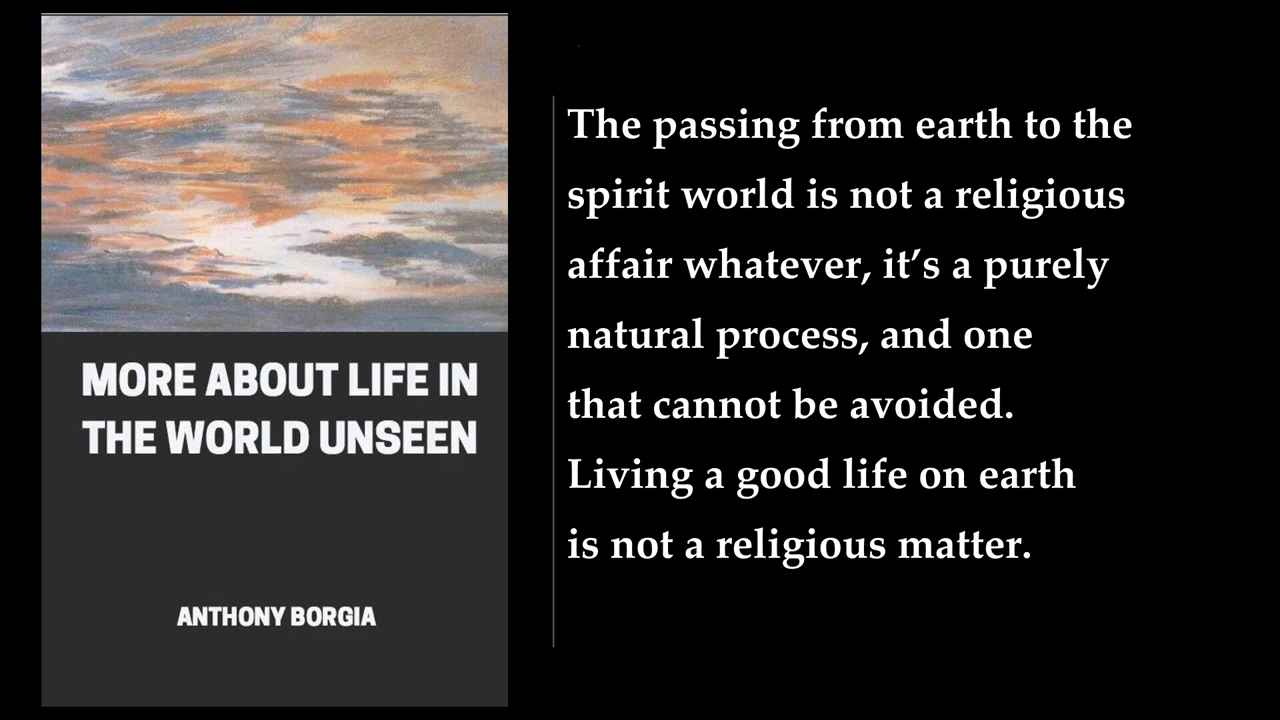 MORE ABOUT LIFE IN
THE WORLD UNSEEN
ANTHONY BORGIA
The passing from earth to the
spirit world is not a religious
affair whatever, it’s a purely
natural process, and one
that cannot be avoided.
Living a good life on earth
is not a religious matter.